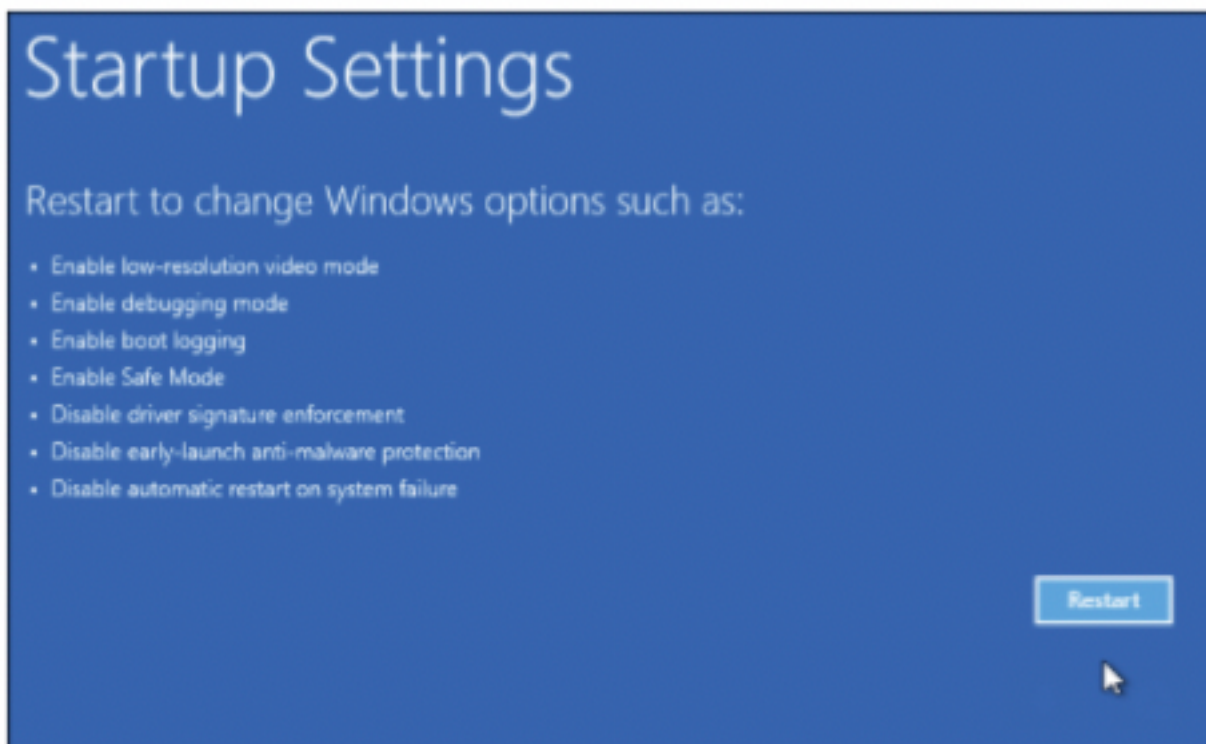 Startup Settings
Restart to change Windows options such as:
• Enable low-resolution video mode
• Enable debugging mode
• Enable boot logging
• Enable Safe Mode
• Disable driver signature enforcement
• Disable early-launch anti-malware protection
• Disable automatic restart on system failure
Restart